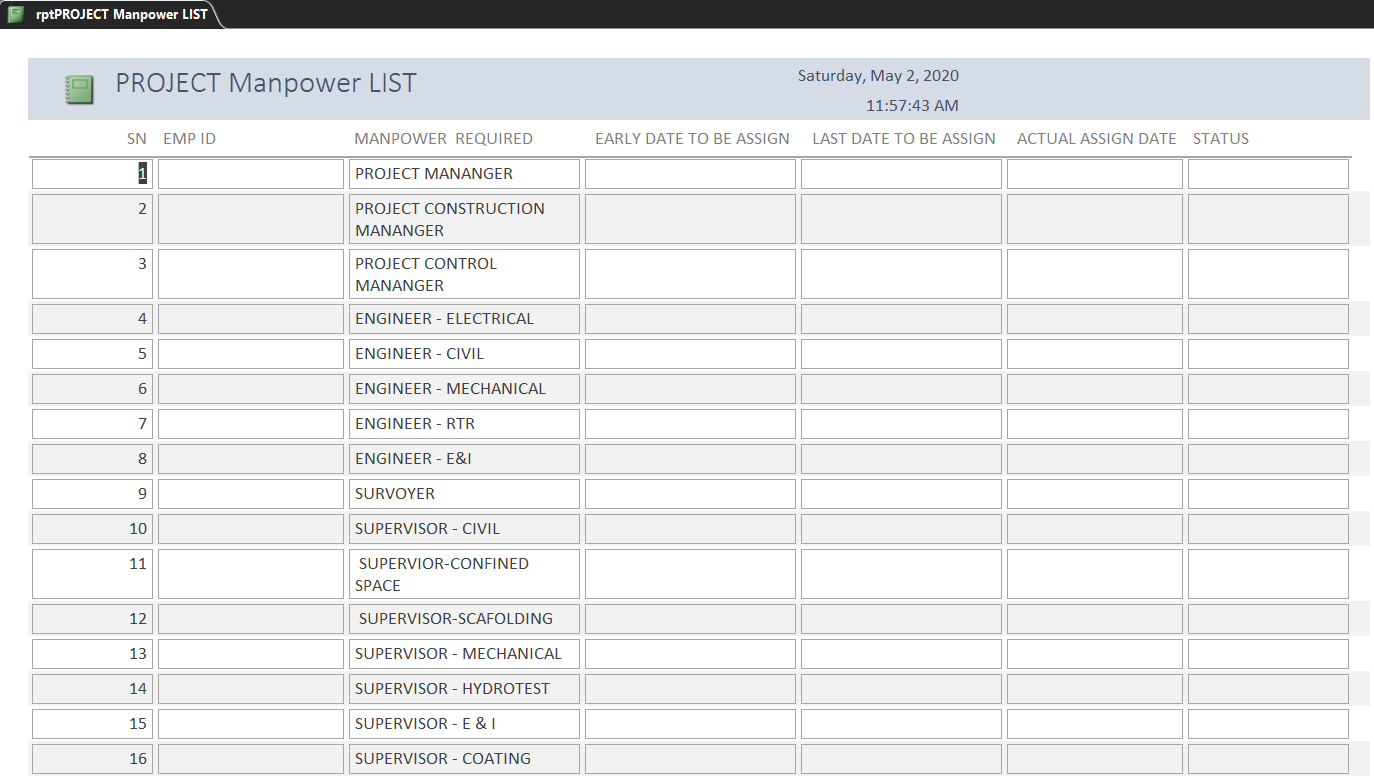 rptPROJECT Manpower LIST
PROJECT Manpower LIST
Saturday, May 2, 2020
11:57:43 AM
SN EMP ID MANPOWER REQUIRED EARLY DATE TO BE ASSIGN LAST DATE TO BE ASSIGN ACTUAL ASSIGN DATE STATUS
1 PROJECT MANANGER
2 PROJECT CONSTRUCTION
MANANGER
3 PROJECT CONTROL
MANANGER
4 ENGINEER - ELECTRICAL
5 ENGINEER - CIVIL
6 ENGINEER - MECHANICAL
7 ENGINEER - RTR
8 ENGINEER - E&I
9 SURVOYER
10 SUPERVISOR - CIVIL
11 SUPERVIOR-CONFINED
SPACE
12 SUPERVISOR-SCAFOLDING
13 SUPERVISOR - MECHANICAL
14 SUPERVISOR - HYDROTEST
15 SUPERVISOR - E & I
16 SUPERVISOR - COATING